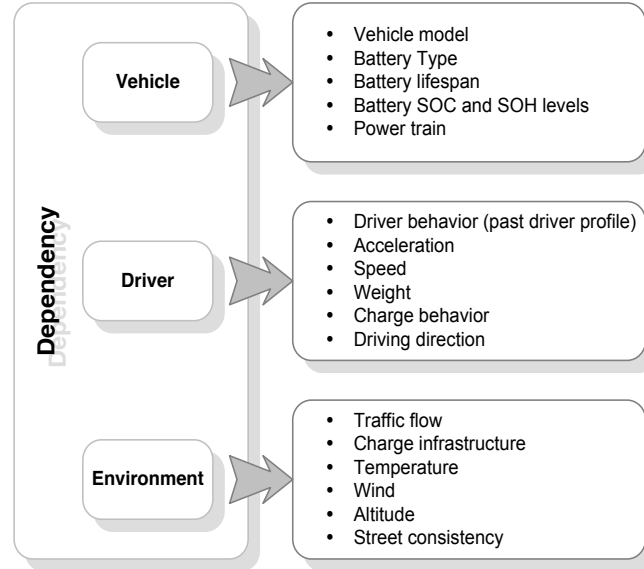 Dependency
Vehicle
• Vehicle model
• Battery Type
• Battery lifespan
• Battery SOC and SOH levels
• Power train
Driver
• Driver behavior (past driver profile)
• Acceleration
• Speed
• Weight
• Charge behavior
• Driving direction
Environment
• Traffic flow
• Charge infrastructure
• Temperature
• Wind
• Altitude
• Street consistency